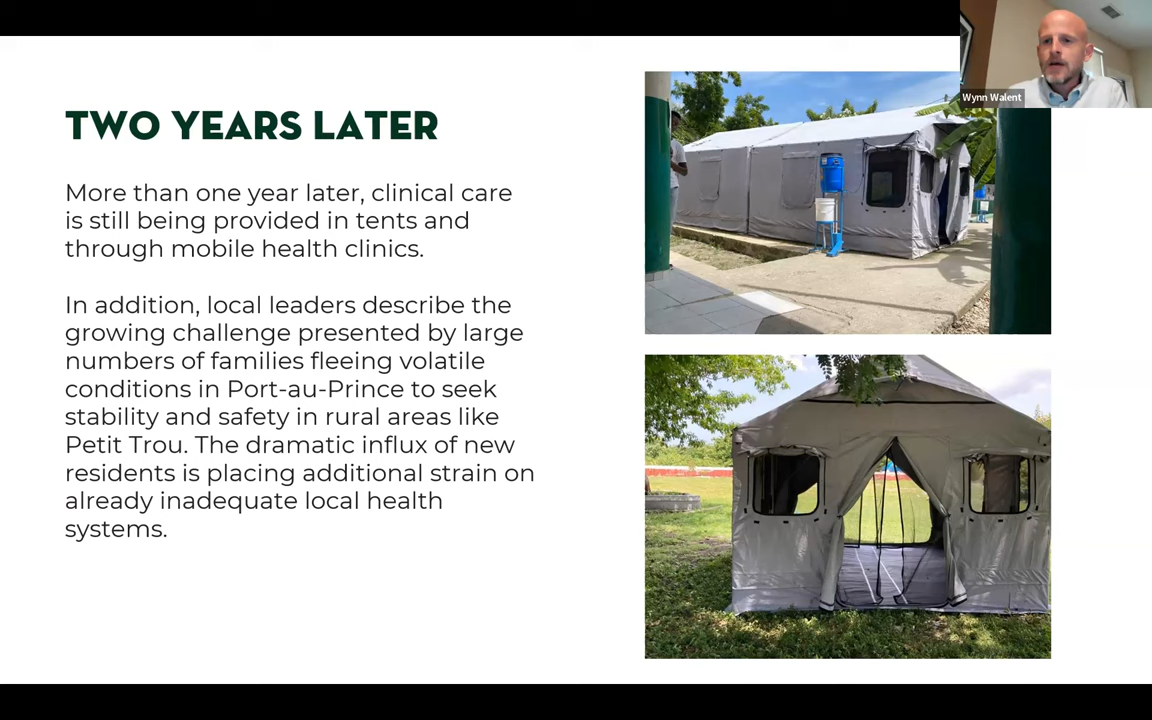 TWO YEARS LATER
More than one year later, clinical care
is still being provided in tents and
through mobile health clinics.
In addition, local leaders describe the
growing challenge presented by large
numbers of families fleeing volatile
conditions in Port-au-Prince to seek
stability and safety in rural areas like
Petit Trou. The dramatic influx of new
residents is placing additional strain on
already inadequate local health
systems.
Wynn Walent